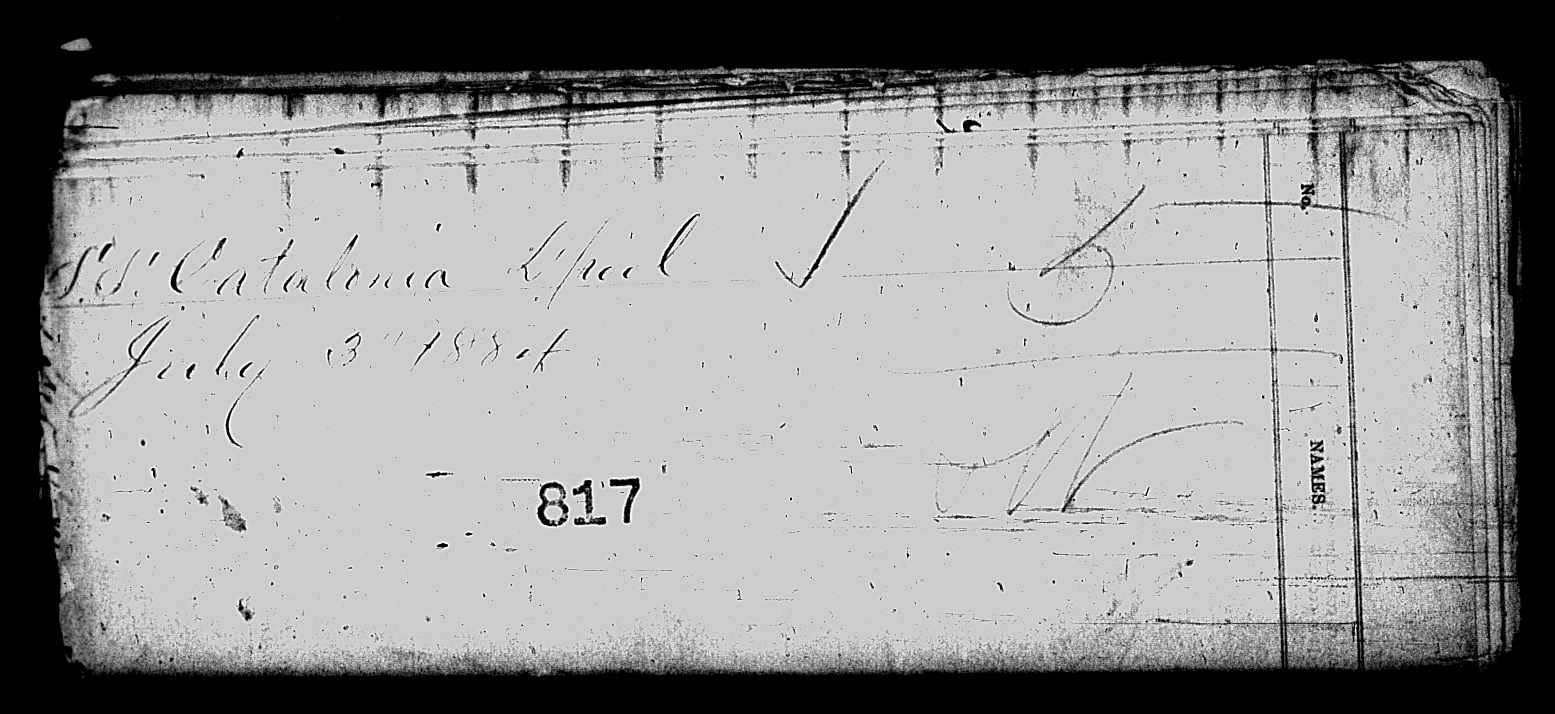 S.S. Catalonia L'pool ✓
July 3" 1884
817
No.
NAMES.